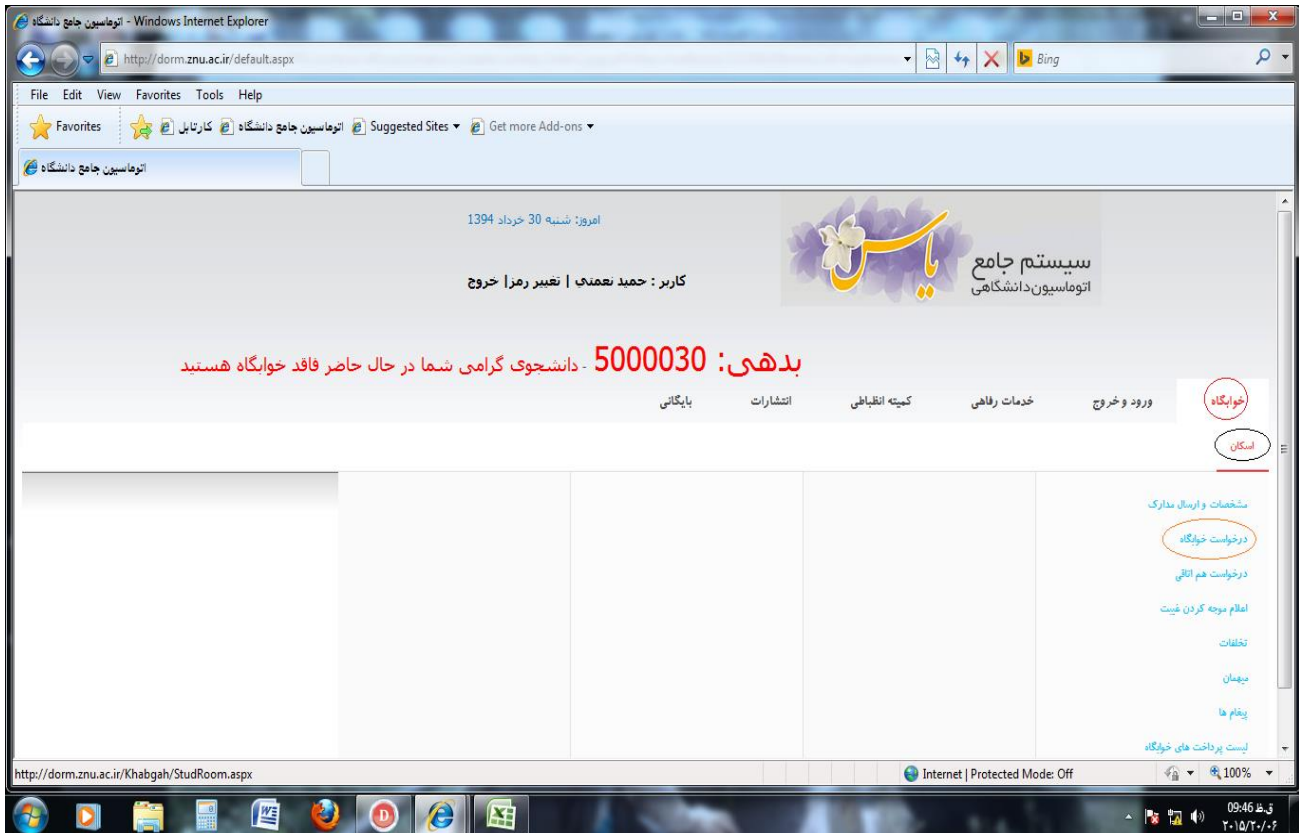 اتوماسیون جامع دانشگاه - Windows Internet Explorer
http://dorm.znu.ac.ir/default.aspx
Bing
File Edit View Favorites Tools Help
Favorites کارتابل اتوماسیون جامع دانشگاه Suggested Sites Get more Add-ons
اتوماسیون جامع دانشگاه
امروز: شنبه 30 خرداد 1394
یاس
سیستم جامع
اتوماسیون دانشگاهی
کاربر : حمید نعمتی | تغییر رمز| خروج
بدهی: 5000030 - دانشجوی گرامی شما در حال حاضر فاقد خوابگاه هستید
خوابگاه ورود و خروج خدمات رفاهی کمیته انظباطی انتشارات بایگانی
اسکان
مشخصات و ارسال مدارک
درخواست خوابگاه
درخواست هم اتاقی
اعلام موجه کردن غیبت
تخلفات
میهمان
پیغام ها
لیست پرداخت های خوابگاه
http://dorm.znu.ac.ir/Khabgah/StudRoom.aspx
Internet | Protected Mode: Off
100%
09:46 ق.ظ
۲۰۱۵/۲۰/۰۶